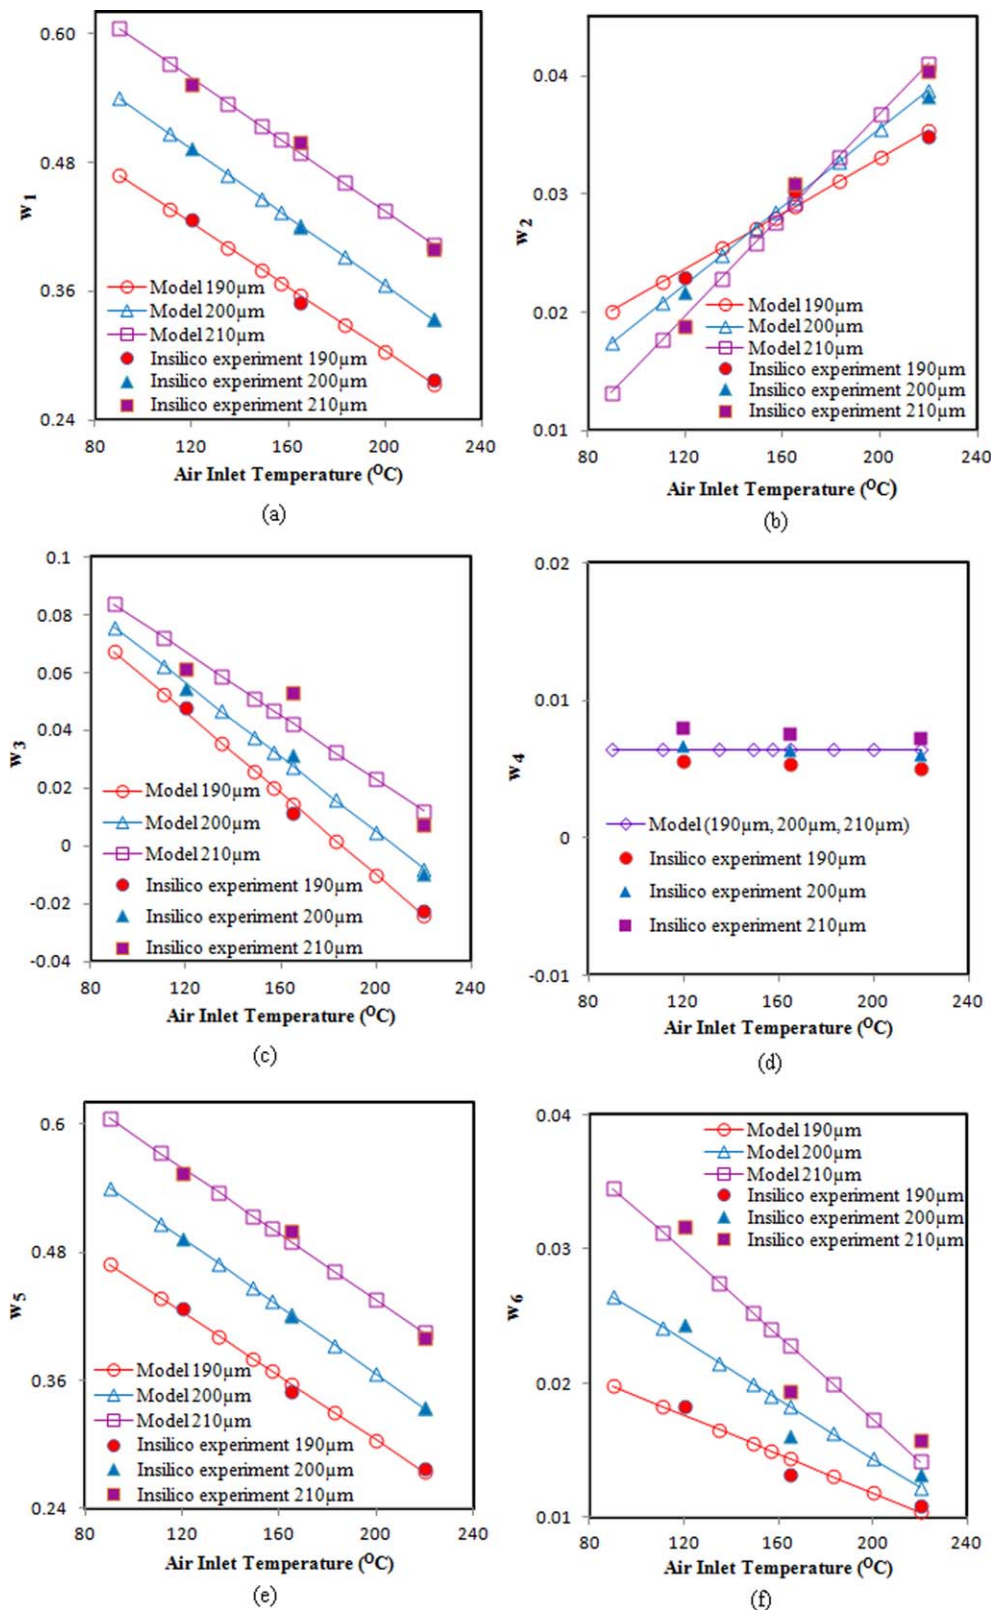 0.60
0.48
0.36
0.24
w1
Model 190µm
Model 200µm
Model 210µm
Insilico experiment 190µm
Insilico experiment 200µm
Insilico experiment 210µm
80 120 160 200 240
Air Inlet Temperature (OC)
(a)
0.04
0.03
0.02
0.01
w2
Model 190µm
Model 200µm
Model 210µm
Insilico experiment 190µm
Insilico experiment 200µm
Insilico experiment 210µm
80 120 160 200 240
Air Inlet Temperature (OC)
(b)
0.1
0.08
0.06
0.04
0.02
0
-0.02
-0.04
w3
Model 190µm
Model 200µm
Model 210µm
Insilico experiment 190µm
Insilico experiment 200µm
Insilico experiment 210µm
80 120 160 200 240
Air Inlet Temperature (OC)
(c)
0.02
0.01
0
-0.01
w4
Model (190µm, 200µm, 210µm)
Insilico experiment 190µm
Insilico experiment 200µm
Insilico experiment 210µm
80 120 160 200 240
Air Inlet Temperature (OC)
(d)
0.6
0.48
0.36
0.24
w5
Model 190µm
Model 200µm
Model 210µm
Insilico experiment 190µm
Insilico experiment 200µm
Insilico experiment 210µm
80 120 160 200 240
Air Inlet Temperature (OC)
(e)
0.04
0.03
0.02
0.01
w6
Model 190µm
Model 200µm
Model 210µm
Insilico experiment 190µm
Insilico experiment 200µm
Insilico experiment 210µm
80 120 160 200 240
Air Inlet Temperature (OC)
(f)